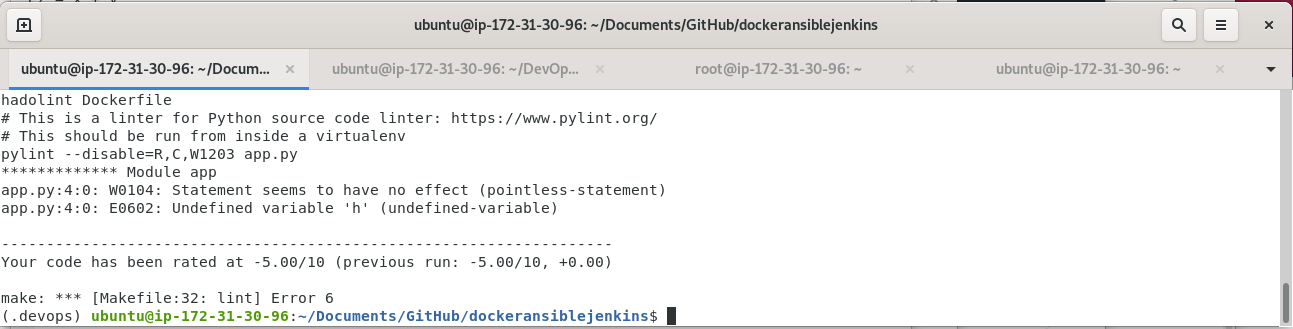 ubuntu@ip-172-31-30-96: ~/Documents/GitHub/dockeransiblejenkins
ubuntu@ip-172-31-30-96: ~/Docum...
ubuntu@ip-172-31-30-96: ~/DevOp...
root@ip-172-31-30-96: ~
ubuntu@ip-172-31-30-96: ~
hadolint Dockerfile
# This is a linter for Python source code linter: https://www.pylint.org/
# This should be run from inside a virtualenv
pylint --disable=R,C,W1203 app.py
************* Module app
app.py:4:0: W0104: Statement seems to have no effect (pointless-statement)
app.py:4:0: E0602: Undefined variable 'h' (undefined-variable)
--------------------------------------------------------------------
Your code has been rated at -5.00/10 (previous run: -5.00/10, +0.00)
make: *** [Makefile:32: lint] Error 6
(.devops) ubuntu@ip-172-31-30-96:~/Documents/GitHub/dockeransiblejenkins$